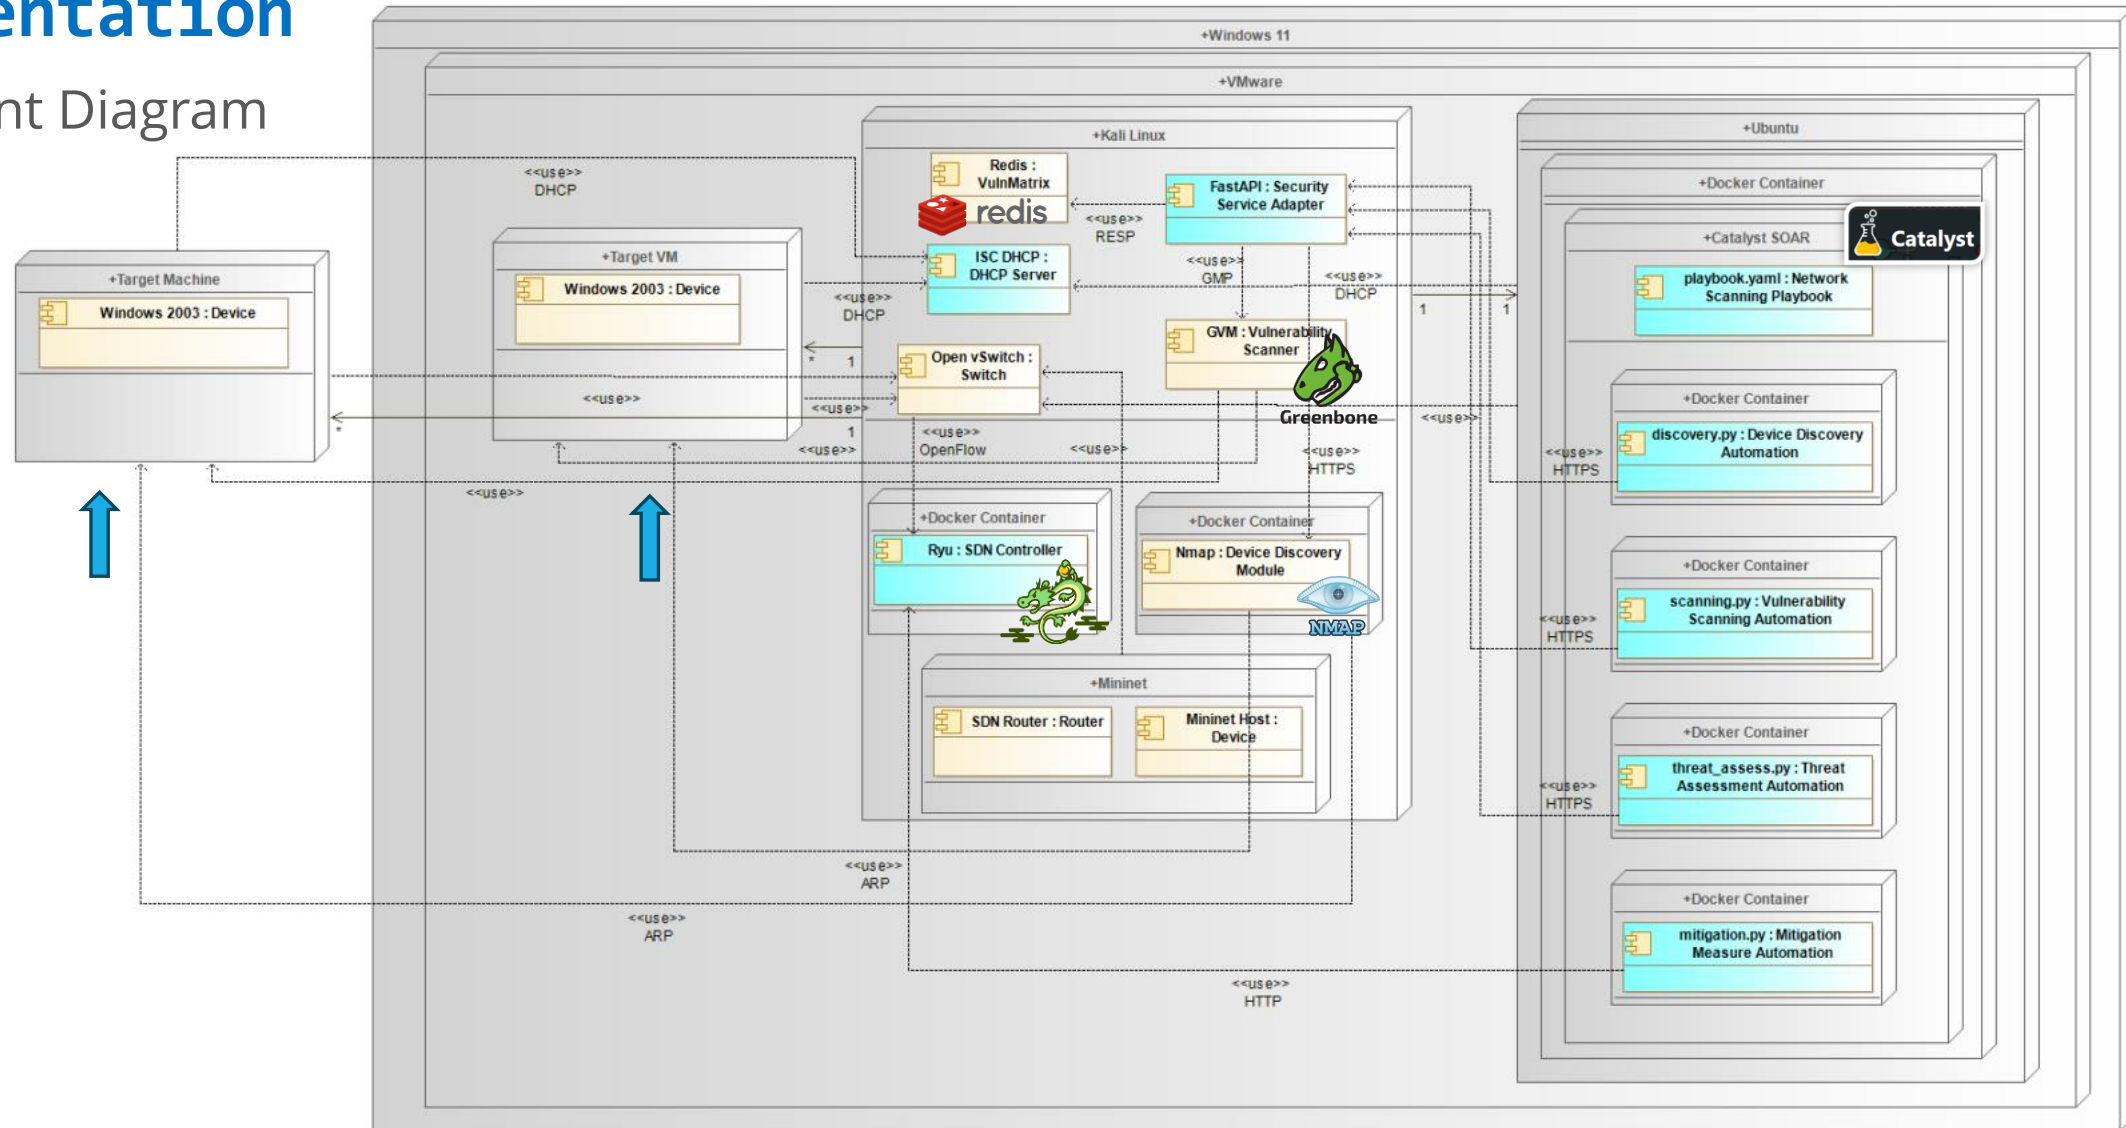 entation
nt Diagram
+Windows 11
+VMware
+Kali Linux
+Ubuntu
+Docker Container
+Catalyst SOAR
Catalyst
playbook.yaml : Network
Scanning Playbook
+Docker Container
discovery.py : Device Discovery
Automation
+Docker Container
scanning.py : Vulnerability
Scanning Automation
+Docker Container
threat_assess.py : Threat
Assessment Automation
+Docker Container
mitigation.py : Mitigation
Measure Automation
Redis :
VulnMatrix
redis
FastAPI : Security
Service Adapter
<<use>>
RESP
ISC DHCP :
DHCP Server
<<use>>
GMP
<<use>>
DHCP
GVM : Vulnerability
Scanner
Greenbone
Open vSwitch :
Switch
<<use>>
OpenFlow
<<use>>
<<use>>
HTTPS
+Docker Container
Ryu : SDN Controller
+Docker Container
Nmap : Device Discovery
Module
NMAP
+Mininet
SDN Router : Router
Mininet Host :
Device
+Target Machine
Windows 2003 : Device
+Target VM
Windows 2003 : Device
<<use>>
DHCP
<<use>>
DHCP
*
1
<<use>>
<<use>>
*
1
<<use>>
<<use>>
1
1
<<use>>
<<use>>
HTTPS
<<use>>
HTTPS
<<use>>
HTTPS
<<use>>
ARP
<<use>>
ARP
<<use>>
HTTP